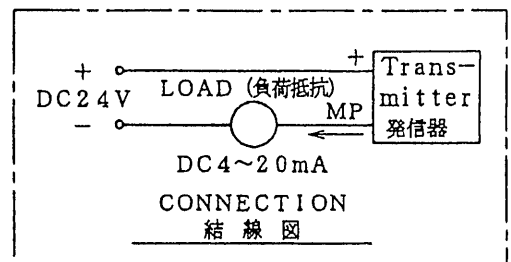 +
Trans-
mitter
発信器
+
DC24V
−
LOAD (負荷抵抗)
MP
DC4~20mA
CONNECTION
結線図